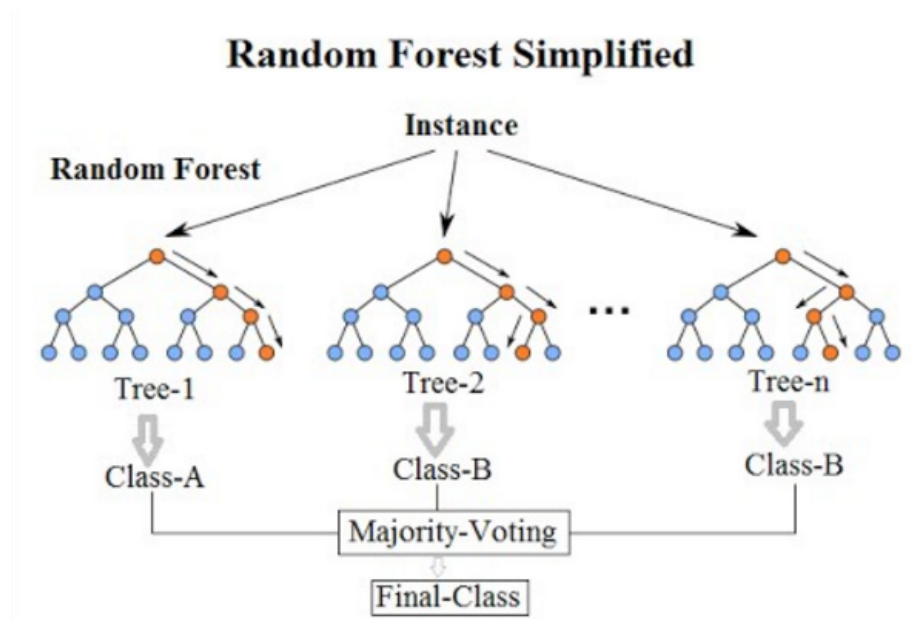 Random Forest Simplified
Instance
Random Forest
...
Tree-1
Tree-2
Tree-n
Class-A
Class-B
Class-B
Majority-Voting
Final-Class